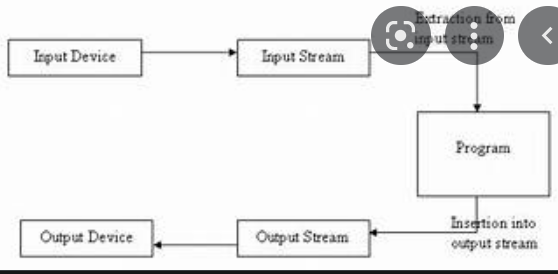 Extraction from
input stream
Input Device
Input Stream
Program
Insertion into
output stream
Output Device
Output Stream